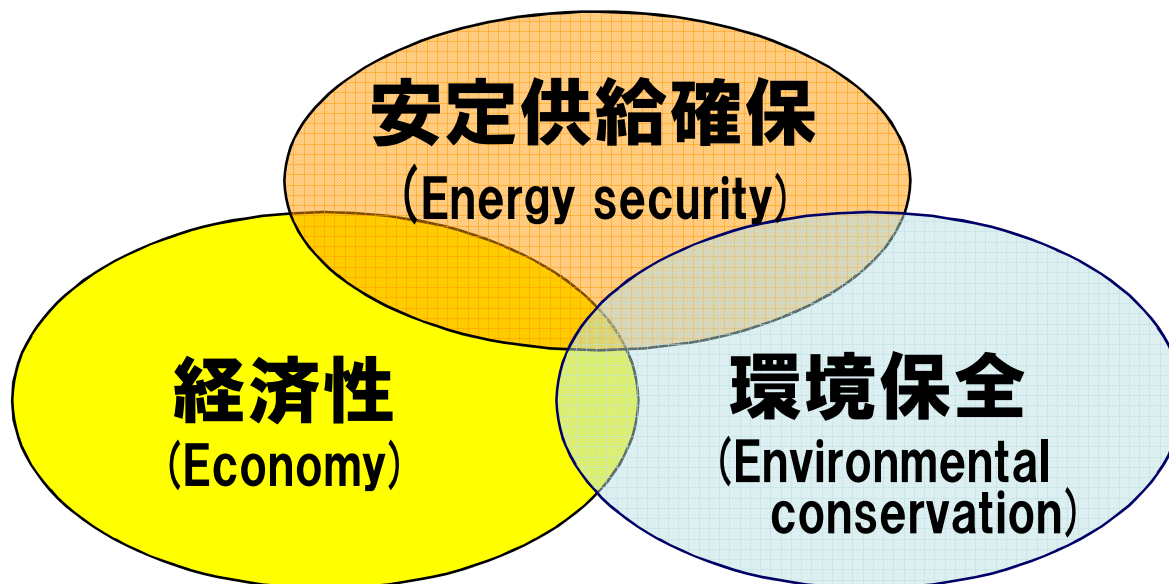 安定供給確保
(Energy security)
経済性
(Economy)
環境保全
(Environmental
conservation)